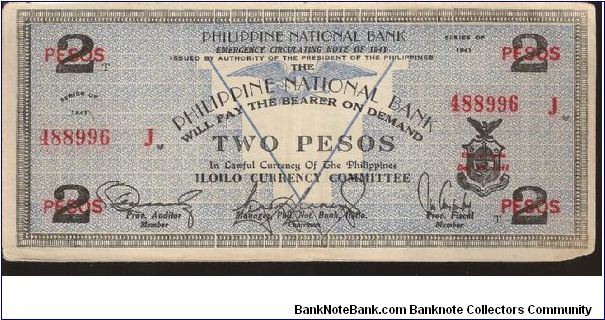 PHILIPPINE NATIONAL BANK
EMERGENCY CIRCULATING NOTE OF 1941
ISSUED BY AUTHORITY OF THE PRESIDENT OF THE PHILIPPINES
2 PESOS
SERIES OF 1941
2 PESOS
THE
PHILIPPINE NATIONAL BANK
WILL PAY THE BEARER ON DEMAND
SERIES OF 1941
488996 J
488996 J
TWO PESOS
In Lawful Currency Of The Philippines
ILOILO CURRENCY COMMITTEE
2 PESOS
Prov. Auditor
Member
Manager, Phil. Nat. Bank, Iloilo.
Chairman
Prov. Fiscal
Member
2 PESOS
BankNoteBank.com Banknote Collectors Community